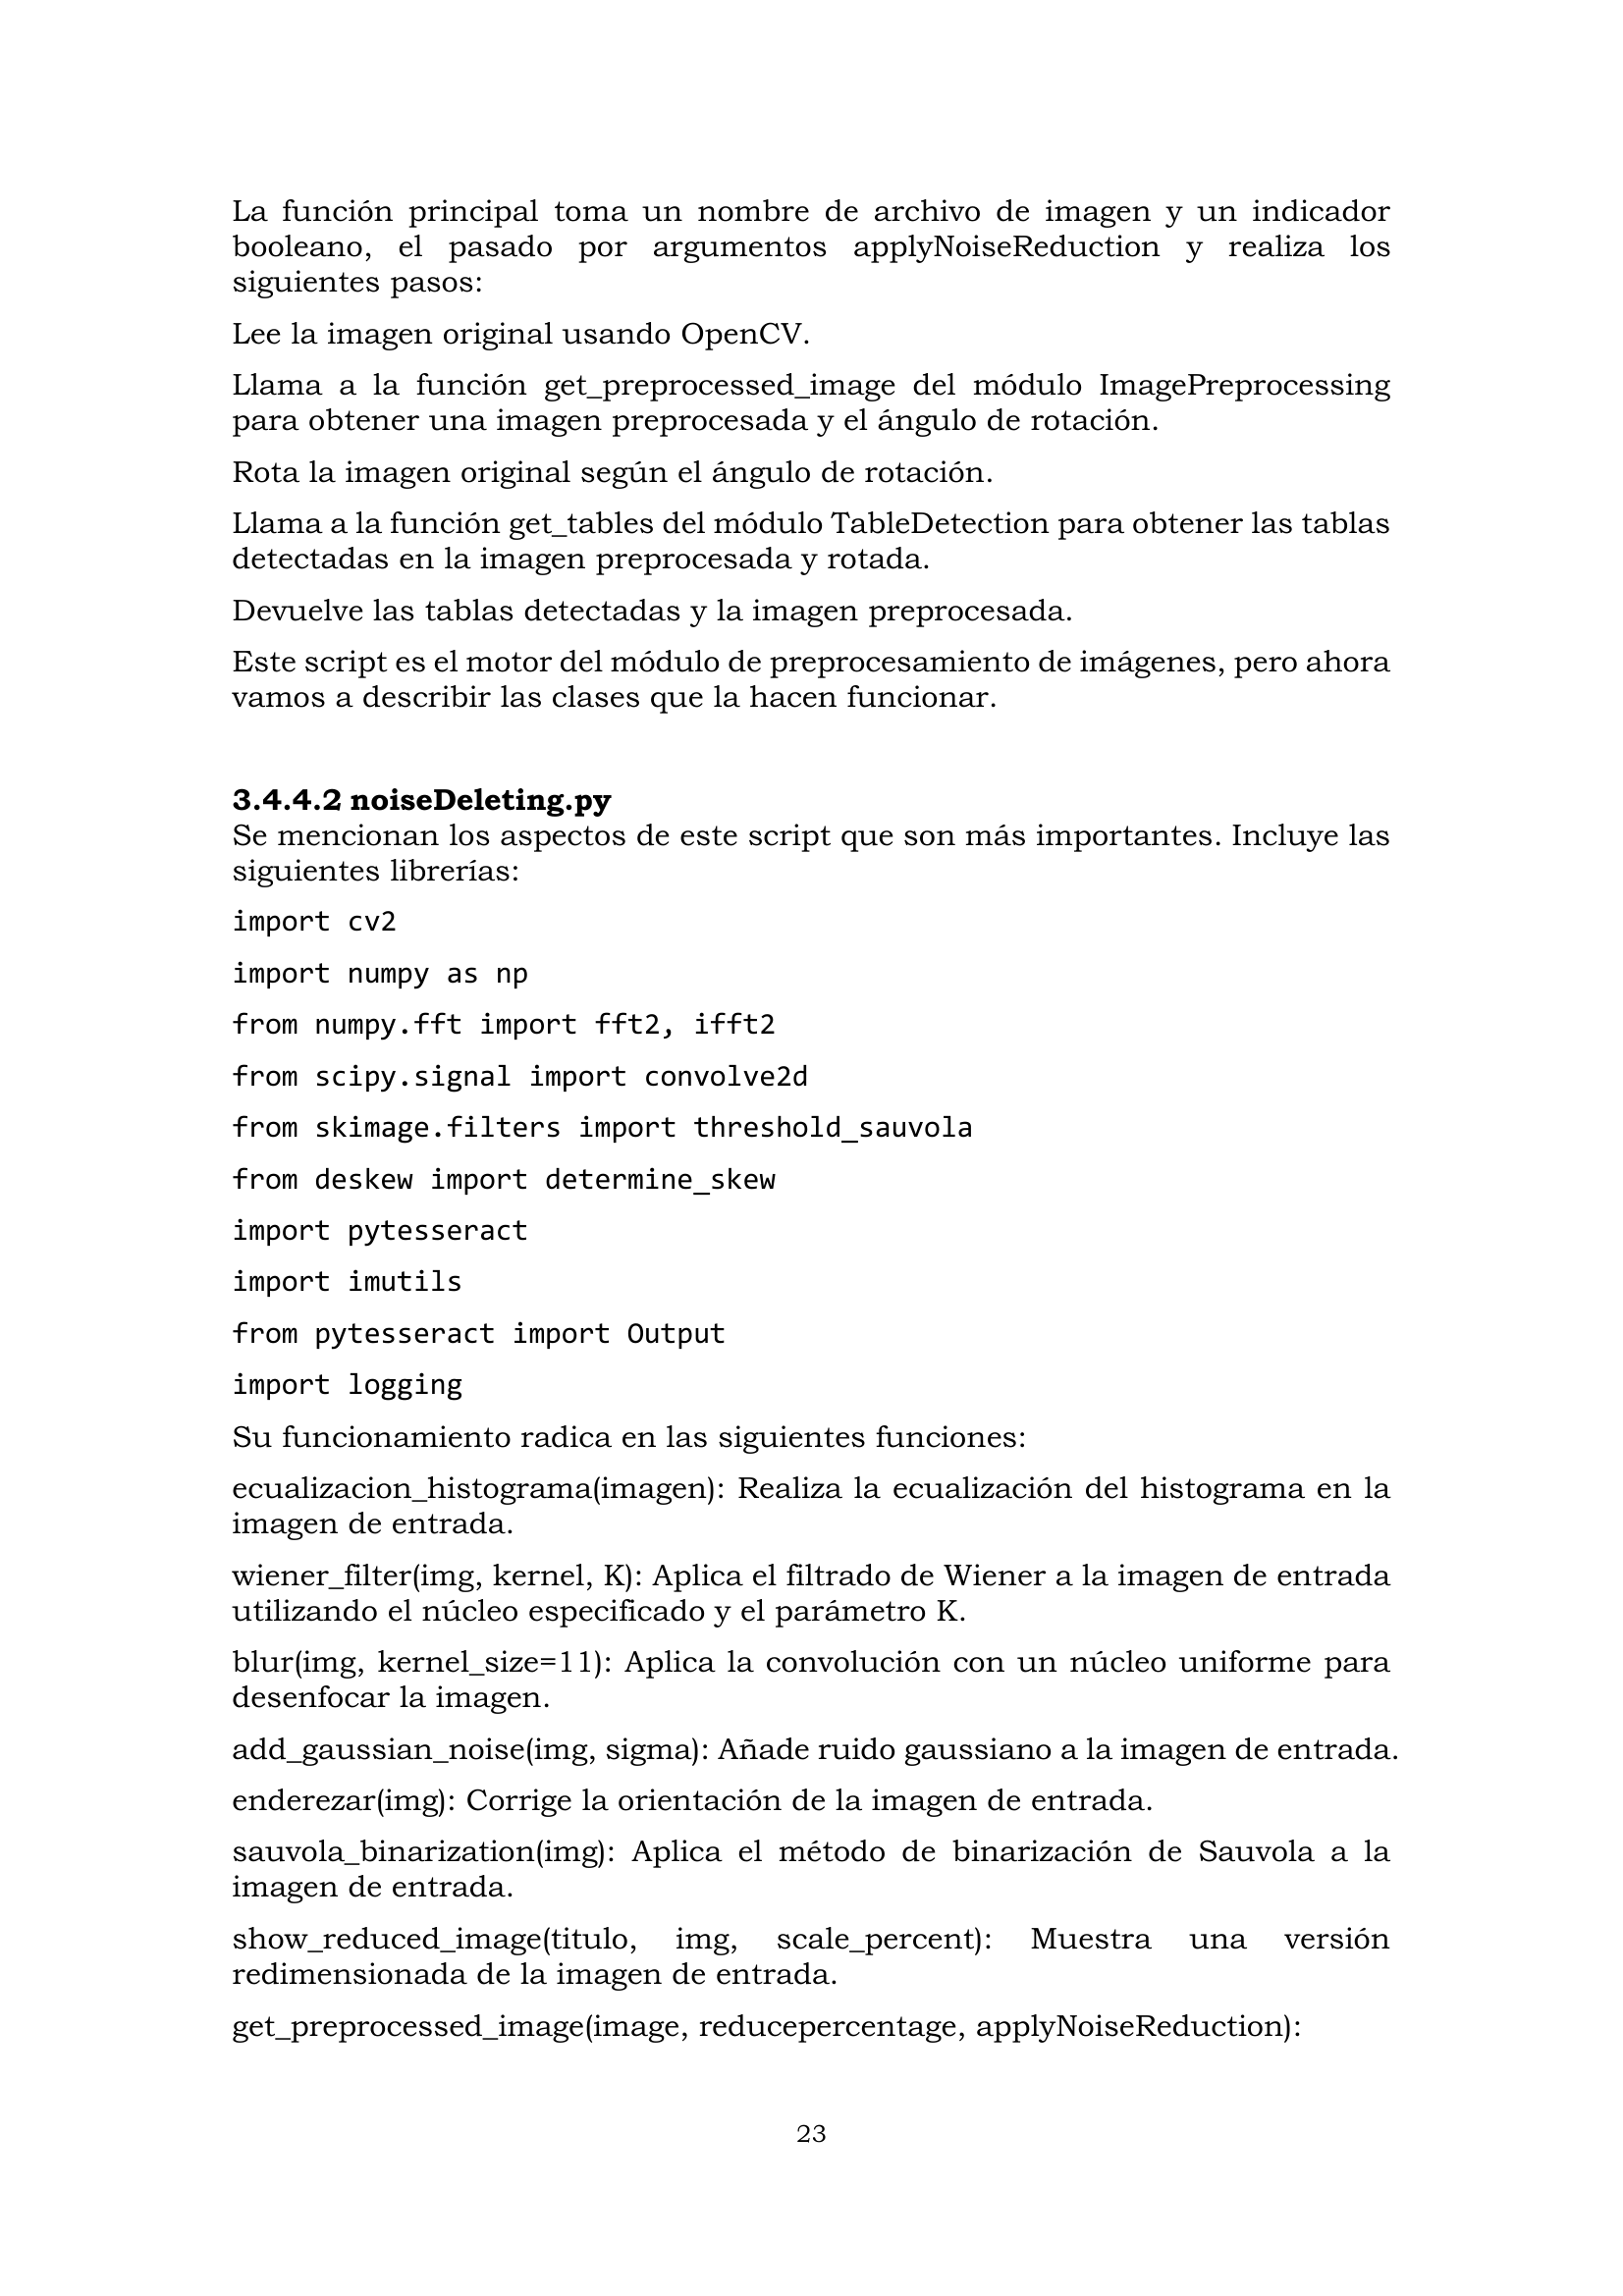 La función principal toma un nombre de archivo de imagen y un indicador
booleano, el pasado por argumentos applyNoiseReduction y realiza los
siguientes pasos:
Lee la imagen original usando OpenCV.
Llama a la función get_preprocessed_image del módulo ImagePreprocessing
para obtener una imagen preprocesada y el ángulo de rotación.
Rota la imagen original según el ángulo de rotación.
Llama a la función get_tables del módulo TableDetection para obtener las tablas
detectadas en la imagen preprocesada y rotada.
Devuelve las tablas detectadas y la imagen preprocesada.
Este script es el motor del módulo de preprocesamiento de imágenes, pero ahora
vamos a describir las clases que la hacen funcionar.
3.4.4.2 noiseDeleting.py
Se mencionan los aspectos de este script que son más importantes. Incluye las
siguientes librerías:
import cv2
import numpy as np
from numpy.fft import fft2, ifft2
from scipy.signal import convolve2d
from skimage.filters import threshold_sauvola
from deskew import determine_skew
import pytesseract
import imutils
from pytesseract import Output
import logging
Su funcionamiento radica en las siguientes funciones:
ecualizacion_histograma(imagen): Realiza la ecualización del histograma en la
imagen de entrada.
wiener_filter(img, kernel, K): Aplica el filtrado de Wiener a la imagen de entrada
utilizando el núcleo especificado y el parámetro K.
blur(img, kernel_size=11): Aplica la convolución con un núcleo uniforme para
desenfocar la imagen.
add_gaussian_noise(img, sigma): Añade ruido gaussiano a la imagen de entrada.
enderezar(img): Corrige la orientación de la imagen de entrada.
sauvola_binarization(img): Aplica el método de binarización de Sauvola a la
imagen de entrada.
show_reduced_image(titulo, img, scale_percent): Muestra una versión
redimensionada de la imagen de entrada.
get_preprocessed_image(image, reducepercentage, applyNoiseReduction):
23